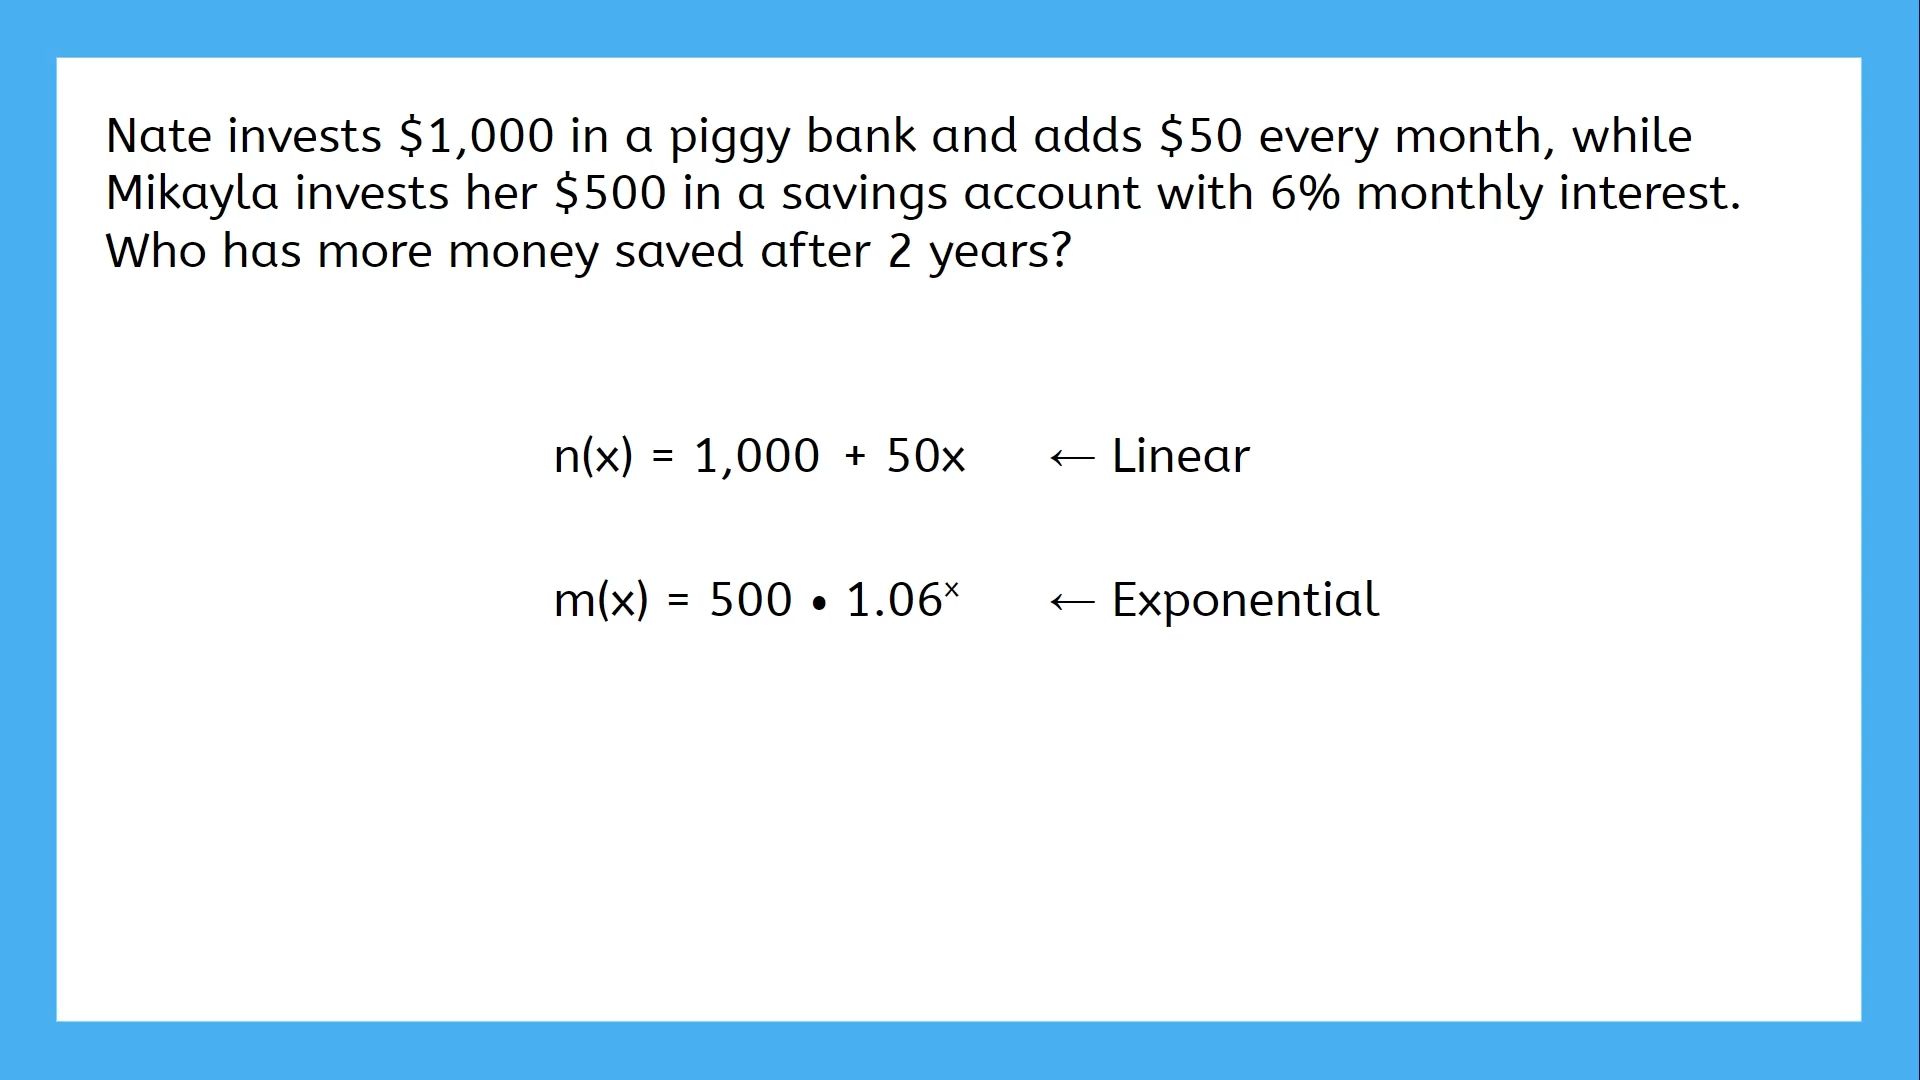 Nate invests $1,000 in a piggy bank and adds $50 every month, while
Mikayla invests her $500 in a savings account with 6% monthly interest.
Who has more money saved after 2 years?
n(x) = 1,000 + 50x ← Linear
m(x) = 500 • 1.06ˣ ← Exponential